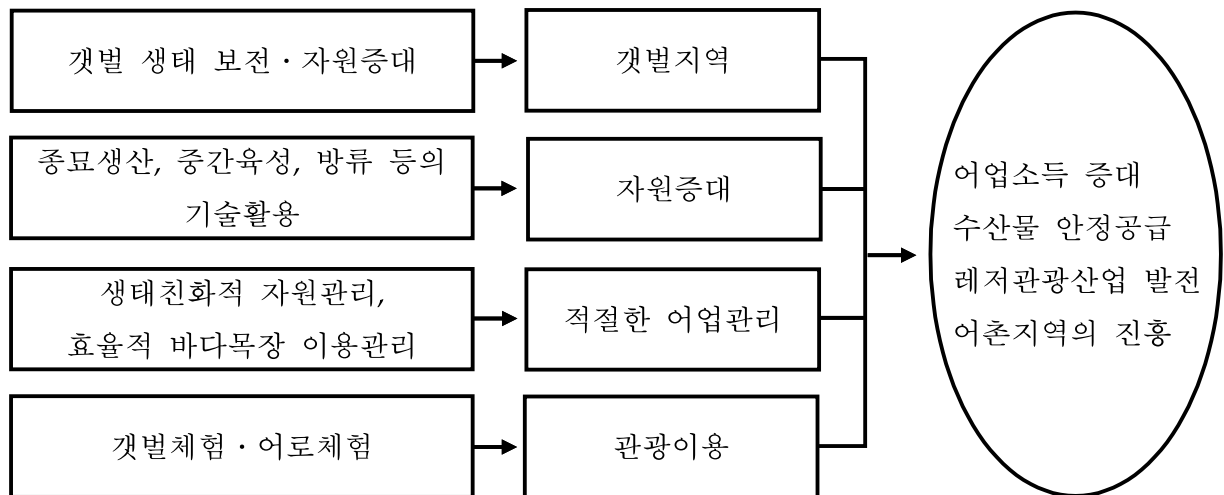 갯벌 생태 보전·자원증대
갯벌지역
종묘생산, 중간육성, 방류 등의
기술활용
자원증대
생태친화적 자원관리,
효율적 바다목장 이용관리
적절한 어업관리
갯벌체험·어로체험
관광이용
어업소득 증대
수산물 안정공급
레저관광산업 발전
어촌지역의 진흥